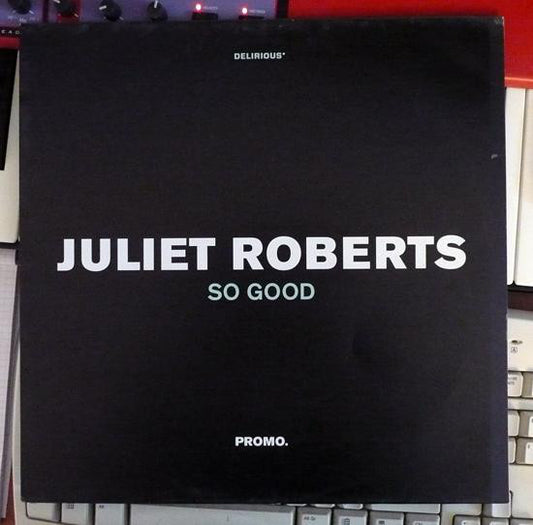 DELIRIOUS
JULIET ROBERTS
SO GOOD
PROMO.